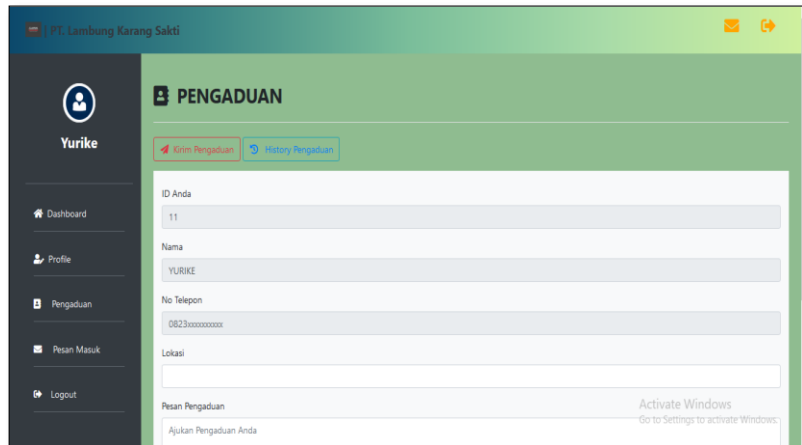 | PT. Lambung Karang Sakti
Yurike
Dashboard
Profile
Pengaduan
Pesan Masuk
Logout
PENGADUAN
Kirim Pengaduan
History Pengaduan
ID Anda
11
Nama
YURIKE
No Telepon
0823xxxxxxxxxx
Lokasi
Pesan Pengaduan
Ajukan Pengaduan Anda
Activate Windows
Go to Settings to activate Windows.